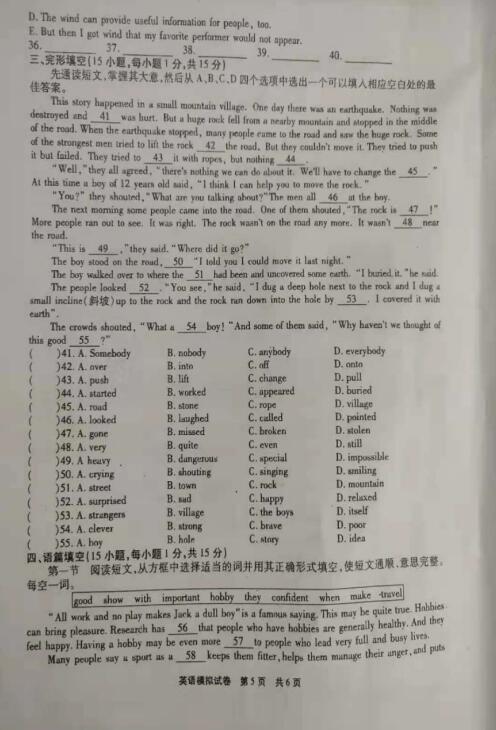 D. The wind can provide useful information for people, too.
E. But then I got wind that my favorite performer would not appear.
36. 37. 38. 39. 40.
三、完形填空(15小题,每小题1分,共15分)
先通读短文,掌握其大意,然后从A、B、C、D四个选项中选出一个可以填入相应空白处的最
佳答案。
This story happened in a small mountain village. One day there was an earthquake. Nothing was
destroyed and 41 was hurt. But a huge rock fell from a nearby mountain and stopped in the middle
of the road. When the earthquake stopped, many people came to the road and saw the huge rock. Some
of the strongest men tried to lift the rock 42 the road. But they couldn't move it. They tried to push
it but failed. They tried to 43 it with ropes, but nothing 44 .
"Well," they all agreed, "there's nothing we can do about it. We'll have to change the 45 ."
At this time a boy of 12 years old said, "I think I can help you to move the rock."
"You?" they shouted, "What are you talking about?" The men all 46 at the boy.
The next morning some people came into the road. One of them shouted, "The rock is 47 !"
More people ran out to see. It was right. The rock wasn't on the road any more. It wasn't 48 near
the road.
"This is 49 ," they said. "Where did it go?"
The boy stood on the road, 50 "I told you I could move it last night."
The boy walked over to where the 51 had been and uncovered some earth. "I buried it." he said.
The people looked 52 . "You see," he said, "I dug a deep hole next to the rock and I dug a
small incline(斜坡) up to the rock and the rock ran down into the hole by 53 . I covered it with
earth".
The crowds shouted, "What a 54 boy! "And some of them said, "Why haven't we thought of
this good 55 ?"
( )41. A. Somebody B. nobody C. anybody D. everybody
( )42. A. over B. into C. off D. onto
( )43. A. push B. lift C. change D. pull
( )44. A. started B. worked C. appeared D. buried
( )45. A. road B. stone C. rope D. village
( )46. A. looked B. laughed C. called D. pointed
( )47. A. gone B. missed C. broken D. stolen
( )48. A. very B. quite C. even D. still
( )49. A heavy B. dangerous C. special D. impossible
( )50. A. crying B. shouting C. singing D. smiling
( )51. A. street B. town C. rock D. mountain
( )52. A. surprised B. sad C. happy D. relaxed
( )53. A. strangers B. village C. the boys D. itself
( )54. A. clever B. strong C. brave D. poor
( )55. A. boy B. hole C. story D. idea
四、语篇填空(15小题,每小题1分,共15分)
第一节 阅读短文,从方框中选择适当的词并用其正确形式填空,使短文通顺、意思完整。
每空一词。
good show with important hobby they confident when make travel
"All work and no play makes Jack a dull boy" is a famous saying. This may be quite true. Hobbies
can bring pleasure. Research has 56 that people who have hobbies are generally healthy. And they
feel happy. Having a hobby may be even more 57 to people who lead very full and busy lives.
Many people say a sport as a 58 keeps them fitter, helps them manage their anger, and puts
英语模拟试卷 第5页 共6页